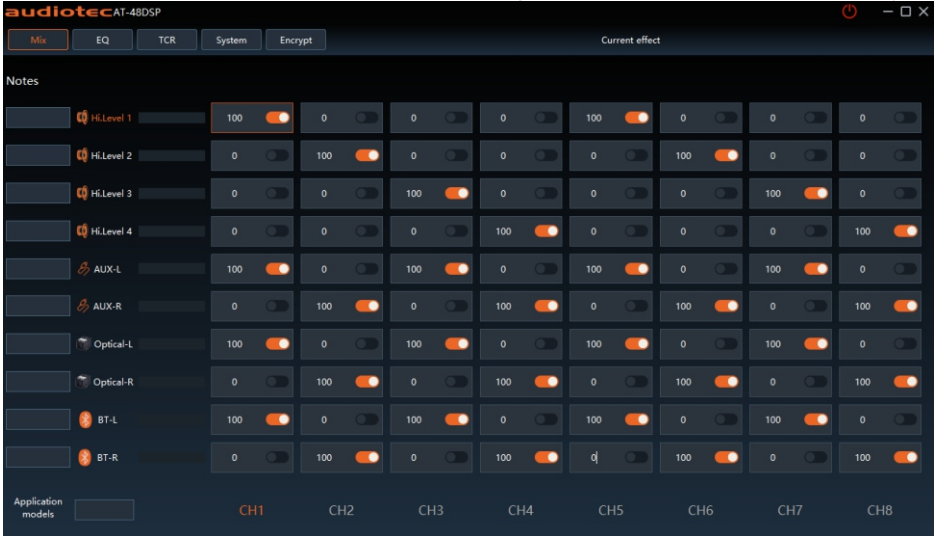 audiotec AT-48DSP
Mix EQ TCR System Encrypt Current effect
Notes
Hi.Level 1 100 0 0 0 100 0 0 0
Hi.Level 2 0 100 0 0 0 100 0 0
Hi.Level 3 0 0 100 0 0 0 100 0
Hi.Level 4 0 0 0 100 0 0 0 100
AUX-L 100 0 100 0 100 0 100 0
AUX-R 0 100 0 100 0 100 0 100
Optical-L 100 0 100 0 100 0 100 0
Optical-R 0 100 0 100 0 100 0 100
BT-L 100 0 100 0 100 0 100 0
BT-R 0 100 0 100 0 100 0 100
Application
models
CH1 CH2 CH3 CH4 CH5 CH6 CH7 CH8